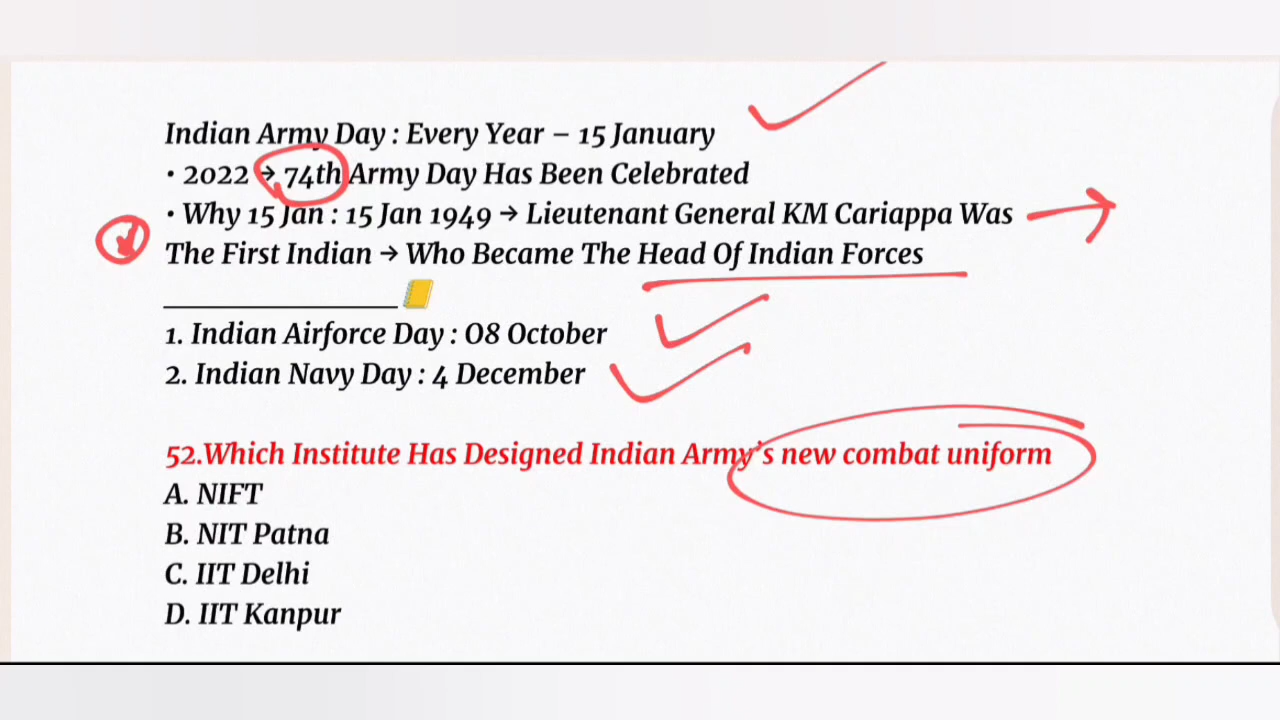 Indian Army Day : Every Year – 15 January
• 2022 → 74th Army Day Has Been Celebrated
• Why 15 Jan : 15 Jan 1949 → Lieutenant General KM Cariappa Was
The First Indian → Who Became The Head Of Indian Forces
_________________📒
1. Indian Airforce Day : 08 October
2. Indian Navy Day : 4 December
52.Which Institute Has Designed Indian Army's new combat uniform
A. NIFT
B. NIT Patna
C. IIT Delhi
D. IIT Kanpur